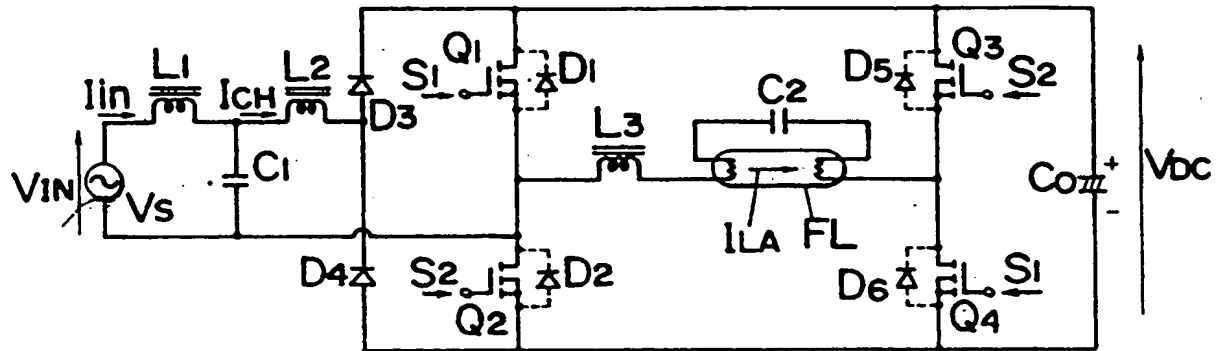 Q1
Q3
L1
L2
S1
D1
D5
S2
Iin
ICH
C2
D3
L3
VIN
C1
CO
+
VDC
VS
-
ILA
FL
D4
S2
D2
D6
S1
Q2
Q4